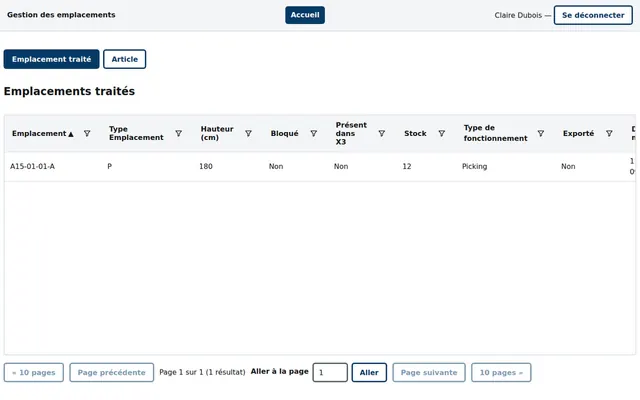 Gestion des emplacements Accueil Claire Dubois — Se déconnecter
Emplacement traité Article
Emplacements traités
Emplacement ▲ Type Emplacement Hauteur (cm) Bloqué Présent dans X3 Stock Type de fonctionnement Exporté
A15-01-01-A P 180 Non Non 12 Picking Non
« 10 pages Page précédente Page 1 sur 1 (1 résultat) Aller à la page 1 Aller Page suivante 10 pages »